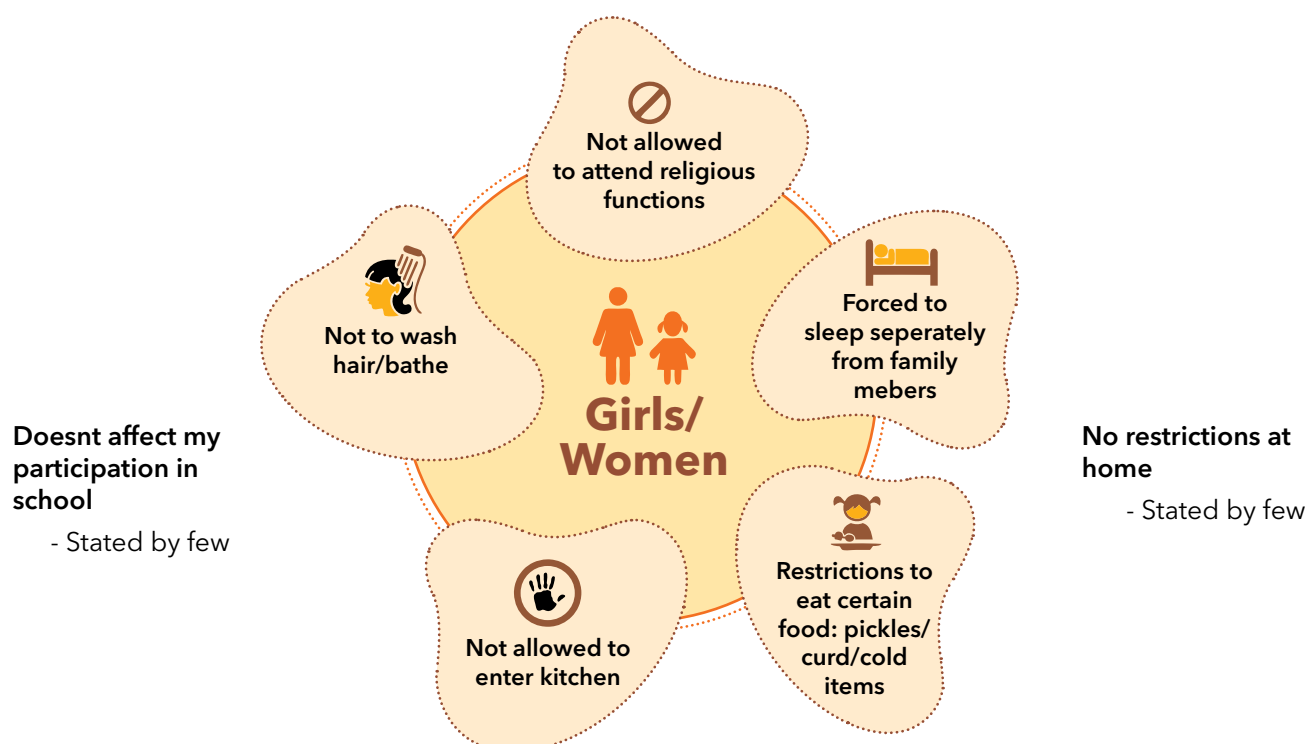 Not allowed
to attend religious
functions
Not to wash
hair/bathe
Forced to
sleep seperately
from family
mebers
Girls/
Women
Doesnt affect my
participation in
school
- Stated by few
No restrictions at
home
- Stated by few
Not allowed to
enter kitchen
Restrictions to
eat certain
food: pickles/
curd/cold
items